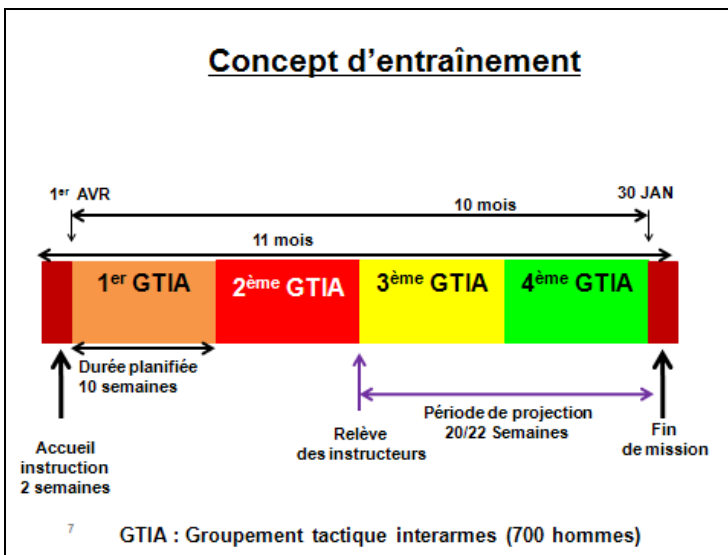 Concept d'entraînement
1er AVR
30 JAN
10 mois
11 mois
1er GTIA
2ème GTIA
3ème GTIA
4ème GTIA
Durée planifiée
10 semaines
Accueil
instruction
2 semaines
Relève
des instructeurs
Période de projection
20/22 Semaines
Fin
de mission
7
GTIA : Groupement tactique interarmes (700 hommes)